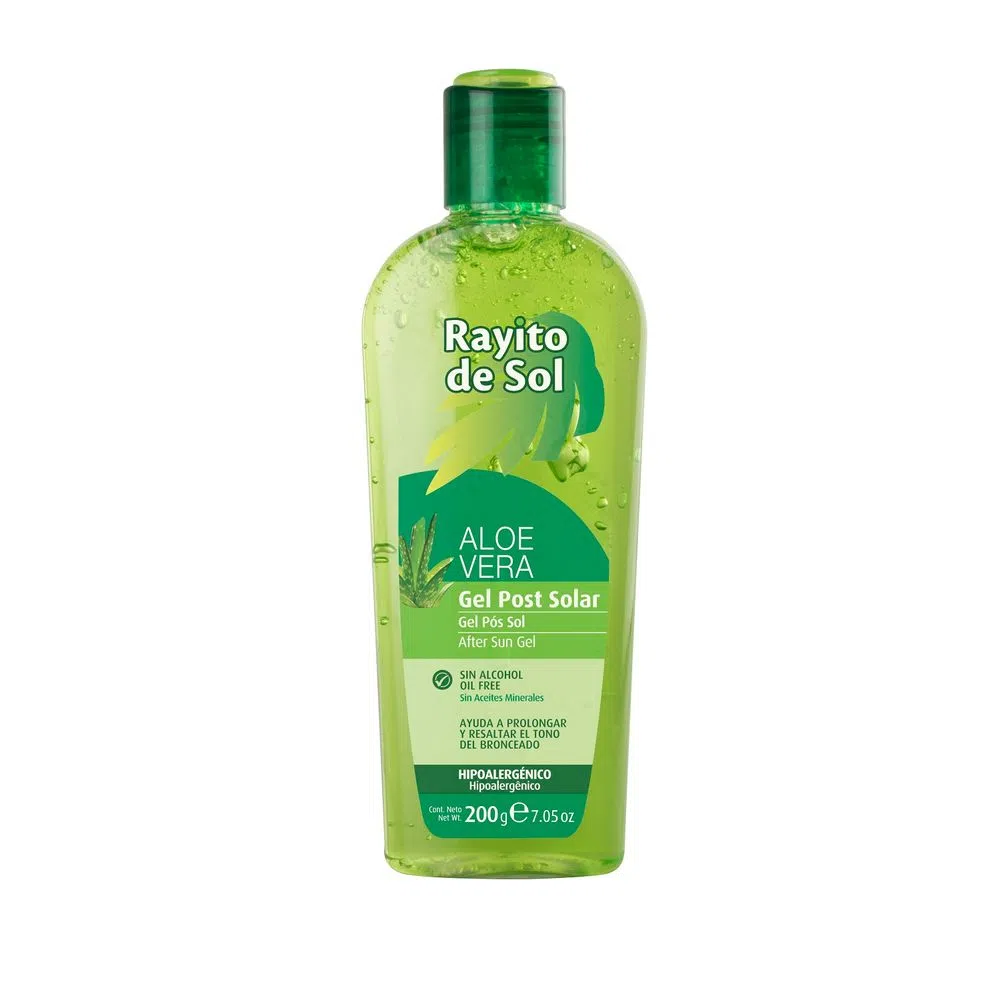 Rayito
de Sol
ALOE
VERA
Gel Post Solar
Gel Pós Sol
After Sun Gel
SIN ALCOHOL
OIL FREE
Sin Aceites Minerales
AYUDA A PROLONGAR
Y RESALTAR EL TONO
DEL BRONCEADO
HIPOALERGÉNICO
Hipoalergênico
Cont. Neto
Net Wt. 200g ℮ 7.05 oz